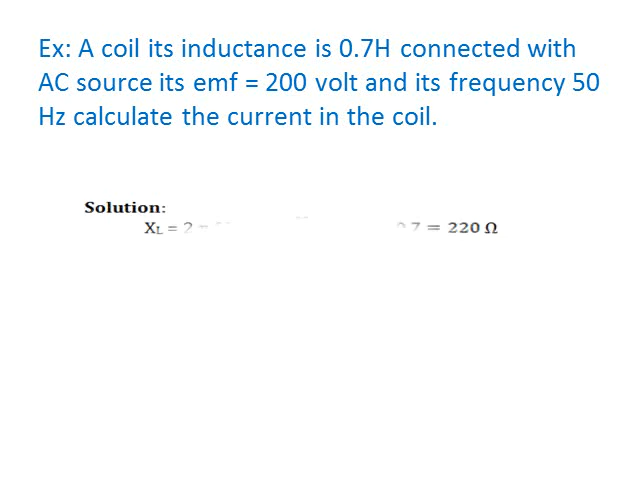 Ex: A coil its inductance is 0.7H connected with
AC source its emf = 200 volt and its frequency 50
Hz calculate the current in the coil.
Solution:
XL = 2 7 = 220 Ω